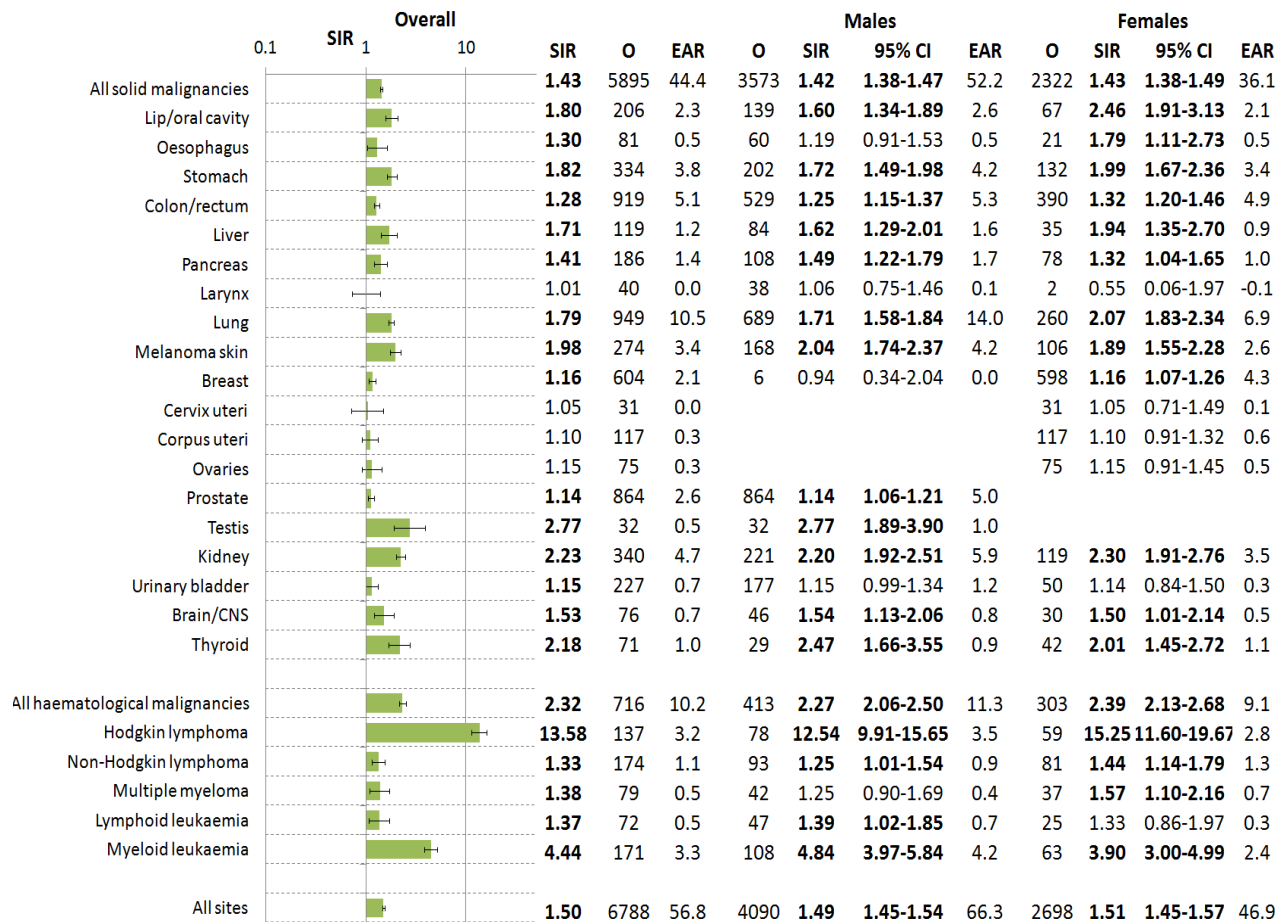 Overall Males Females
SIR
0.1 1 10
SIR O EAR O SIR 95% CI EAR O SIR 95% CI EAR
All solid malignancies 1.43 5895 44.4 3573 1.42 1.38-1.47 52.2 2322 1.43 1.38-1.49 36.1
Lip/oral cavity 1.80 206 2.3 139 1.60 1.34-1.89 2.6 67 2.46 1.91-3.13 2.1
Oesophagus 1.30 81 0.5 60 1.19 0.91-1.53 0.5 21 1.79 1.11-2.73 0.5
Stomach 1.82 334 3.8 202 1.72 1.49-1.98 4.2 132 1.99 1.67-2.36 3.4
Colon/rectum 1.28 919 5.1 529 1.25 1.15-1.37 5.3 390 1.32 1.20-1.46 4.9
Liver 1.71 119 1.2 84 1.62 1.29-2.01 1.6 35 1.94 1.35-2.70 0.9
Pancreas 1.41 186 1.4 108 1.49 1.22-1.79 1.7 78 1.32 1.04-1.65 1.0
Larynx 1.01 40 0.0 38 1.06 0.75-1.46 0.1 2 0.55 0.06-1.97 -0.1
Lung 1.79 949 10.5 689 1.71 1.58-1.84 14.0 260 2.07 1.83-2.34 6.9
Melanoma skin 1.98 274 3.4 168 2.04 1.74-2.37 4.2 106 1.89 1.55-2.28 2.6
Breast 1.16 604 2.1 6 0.94 0.34-2.04 0.0 598 1.16 1.07-1.26 4.3
Cervix uteri 1.05 31 0.0 31 1.05 0.71-1.49 0.1
Corpus uteri 1.10 117 0.3 117 1.10 0.91-1.32 0.6
Ovaries 1.15 75 0.3 75 1.15 0.91-1.45 0.5
Prostate 1.14 864 2.6 864 1.14 1.06-1.21 5.0
Testis 2.77 32 0.5 32 2.77 1.89-3.90 1.0
Kidney 2.23 340 4.7 221 2.20 1.92-2.51 5.9 119 2.30 1.91-2.76 3.5
Urinary bladder 1.15 227 0.7 177 1.15 0.99-1.34 1.2 50 1.14 0.84-1.50 0.3
Brain/CNS 1.53 76 0.7 46 1.54 1.13-2.06 0.8 30 1.50 1.01-2.14 0.5
Thyroid 2.18 71 1.0 29 2.47 1.66-3.55 0.9 42 2.01 1.45-2.72 1.1
All haematological malignancies 2.32 716 10.2 413 2.27 2.06-2.50 11.3 303 2.39 2.13-2.68 9.1
Hodgkin lymphoma 13.58 137 3.2 78 12.54 9.91-15.65 3.5 59 15.25 11.60-19.67 2.8
Non-Hodgkin lymphoma 1.33 174 1.1 93 1.25 1.01-1.54 0.9 81 1.44 1.14-1.79 1.3
Multiple myeloma 1.38 79 0.5 42 1.25 0.90-1.69 0.4 37 1.57 1.10-2.16 0.7
Lymphoid leukaemia 1.37 72 0.5 47 1.39 1.02-1.85 0.7 25 1.33 0.86-1.97 0.3
Myeloid leukaemia 4.44 171 3.3 108 4.84 3.97-5.84 4.2 63 3.90 3.00-4.99 2.4
All sites 1.50 6788 56.8 4090 1.49 1.45-1.54 66.3 2698 1.51 1.45-1.57 46.9